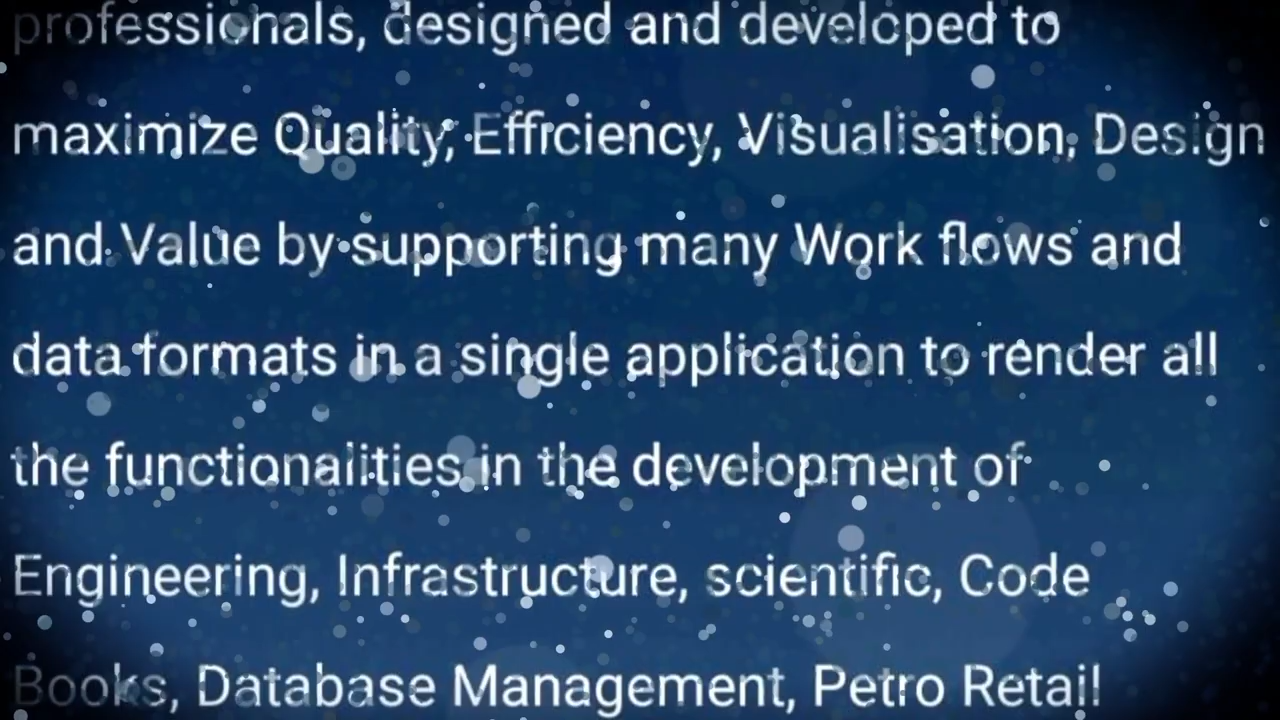 professionals, designed and developed to
maximize Quality, Efficiency, Visualisation, Design
and Value by supporting many Work flows and
data formats in a single application to render all
the functionalities in the development of
Engineering, Infrastructure, scientific, Code
Books, Database Management, Petro Retail